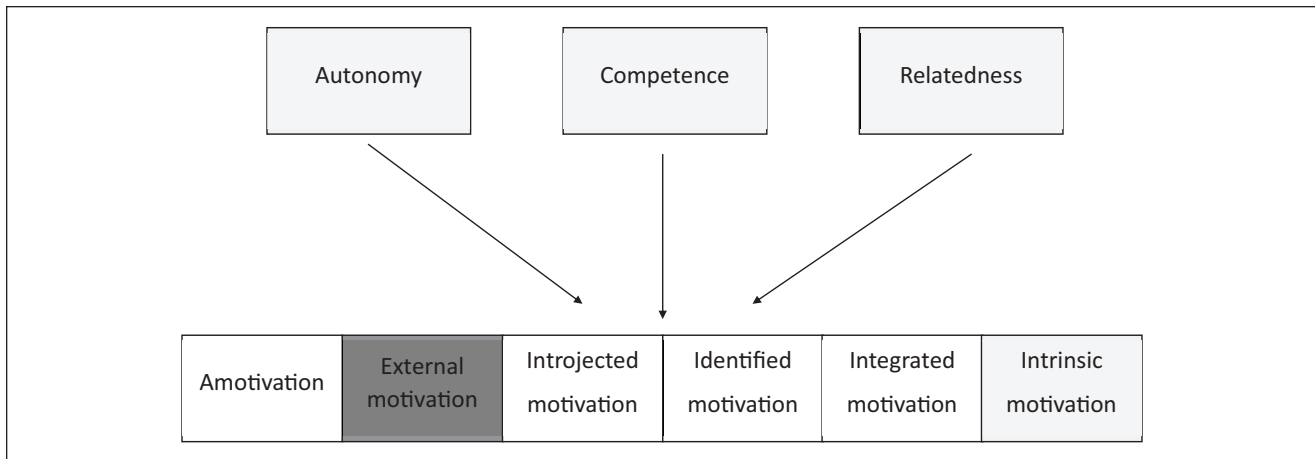 Autonomy
Competence
Relatedness
Amotivation
External
motivation
Introjected
motivation
Identified
motivation
Integrated
motivation
Intrinsic
motivation